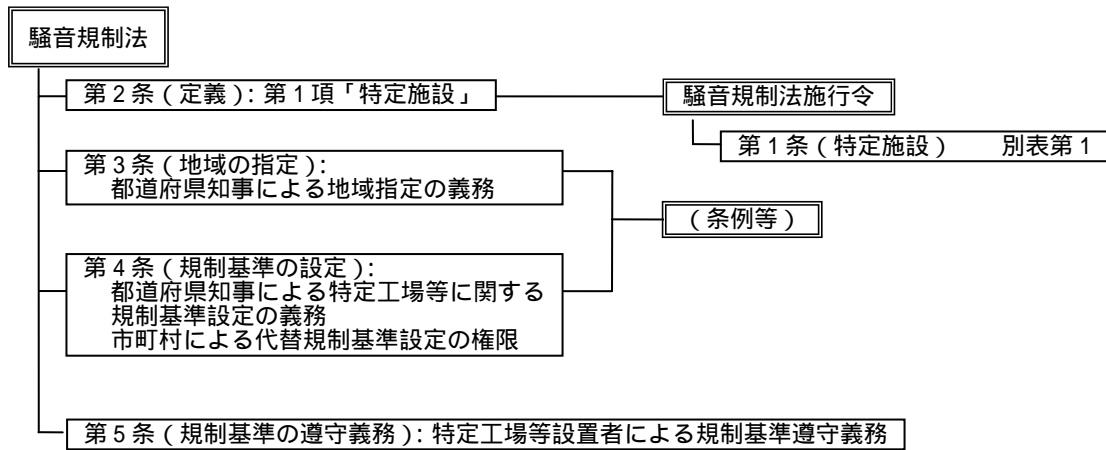 騒音規制法
第２条（定義）：第１項「特定施設」
騒音規制法施行令
第１条（特定施設）　　別表第１
第３条（地域の指定）：
都道府県知事による地域指定の義務
（条例等）
第４条（規制基準の設定）：
都道府県知事による特定工場等に関する
規制基準設定の義務
市町村による代替規制基準設定の権限
第５条（規制基準の遵守義務）：特定工場等設置者による規制基準遵守義務